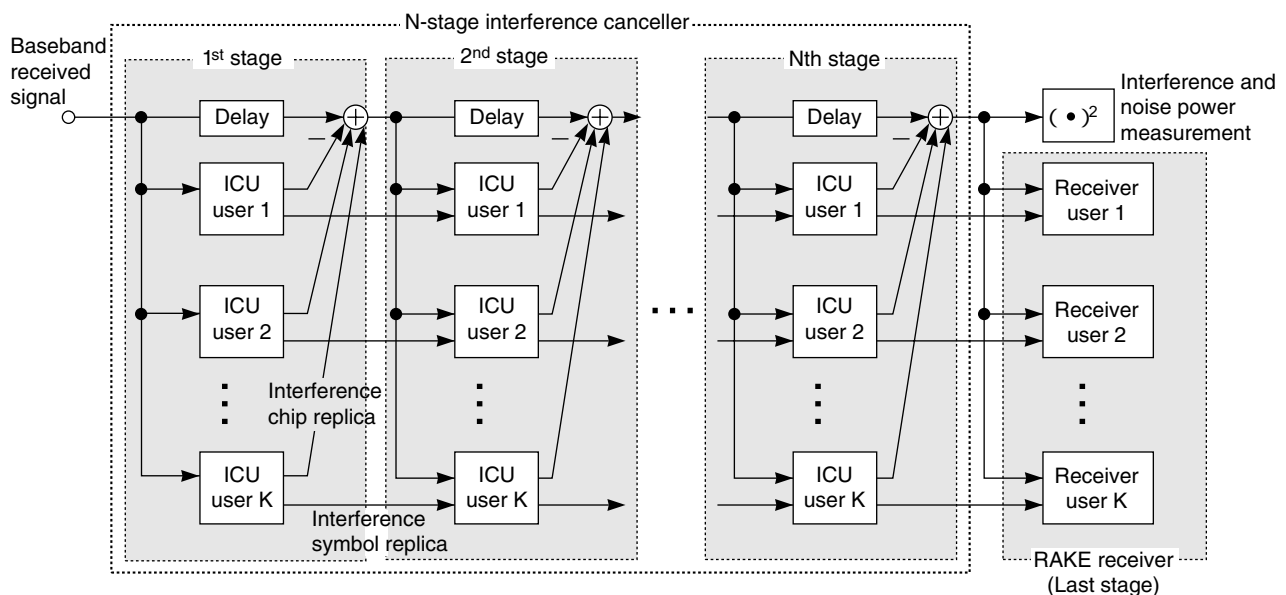 N-stage interference canceller
Baseband
received
signal
1st stage
Delay
ICU
user 1
ICU
user 2
ICU
user K
Interference
chip replica
Interference
symbol replica
2nd stage
Delay
ICU
user 1
ICU
user 2
ICU
user K
Nth stage
Delay
ICU
user 1
ICU
user 2
ICU
user K
( • )2
Interference and
noise power
measurement
Receiver
user 1
Receiver
user 2
Receiver
user K
RAKE receiver
(Last stage)